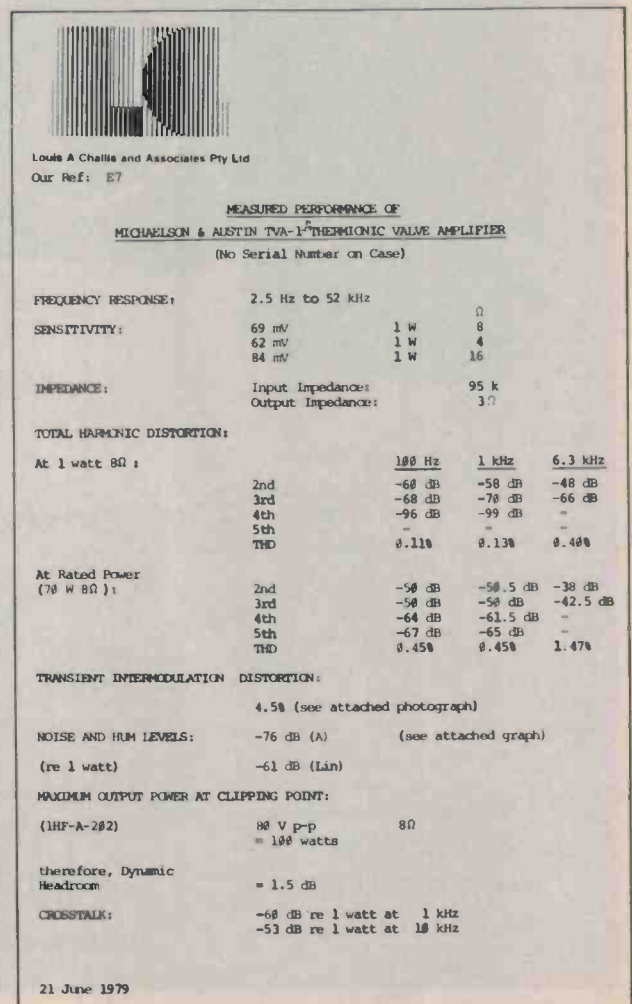 Louis A Challis and Associates Pty Ltd
Our Ref: E7
MEASURED PERFORMANCE OF
MICHAELSON & AUSTIN TVA-1 THERMIONIC VALVE AMPLIFIER
(No Serial Number on Case)
FREQUENCY RESPONSE: 2.5 Hz to 52 kHz
Ω
SENSITIVITY: 69 mV 1 W 8
62 mV 1 W 4
84 mV 1 W 16
IMPEDANCE: Input Impedance: 95 k
Output Impedance: 3Ω
TOTAL HARMONIC DISTORTION:
At 1 watt 8Ω : 100 Hz 1 kHz 6.3 kHz
2nd -60 dB -58 dB -48 dB
3rd -68 dB -70 dB -66 dB
4th -96 dB -99 dB -
5th - - -
THD 0.11% 0.13% 0.40%
At Rated Power
(70 W 8Ω ): 2nd -50 dB -50.5 dB -38 dB
3rd -50 dB -50 dB -42.5 dB
4th -64 dB -61.5 dB -
5th -67 dB -65 dB -
THD 0.45% 0.45% 1.47%
TRANSIENT INTERMODULATION DISTORTION:
4.5% (see attached photograph)
NOISE AND HUM LEVELS: -76 dB (A) (see attached graph)
(re 1 watt) -61 dB (Lin)
MAXIMUM OUTPUT POWER AT CLIPPING POINT:
(IHF-A-202) 80 V p-p 8Ω
= 100 watts
therefore, Dynamic
Headroom = 1.5 dB
CROSSTALK: -60 dB re 1 watt at 1 kHz
-53 dB re 1 watt at 10 kHz
21 June 1979